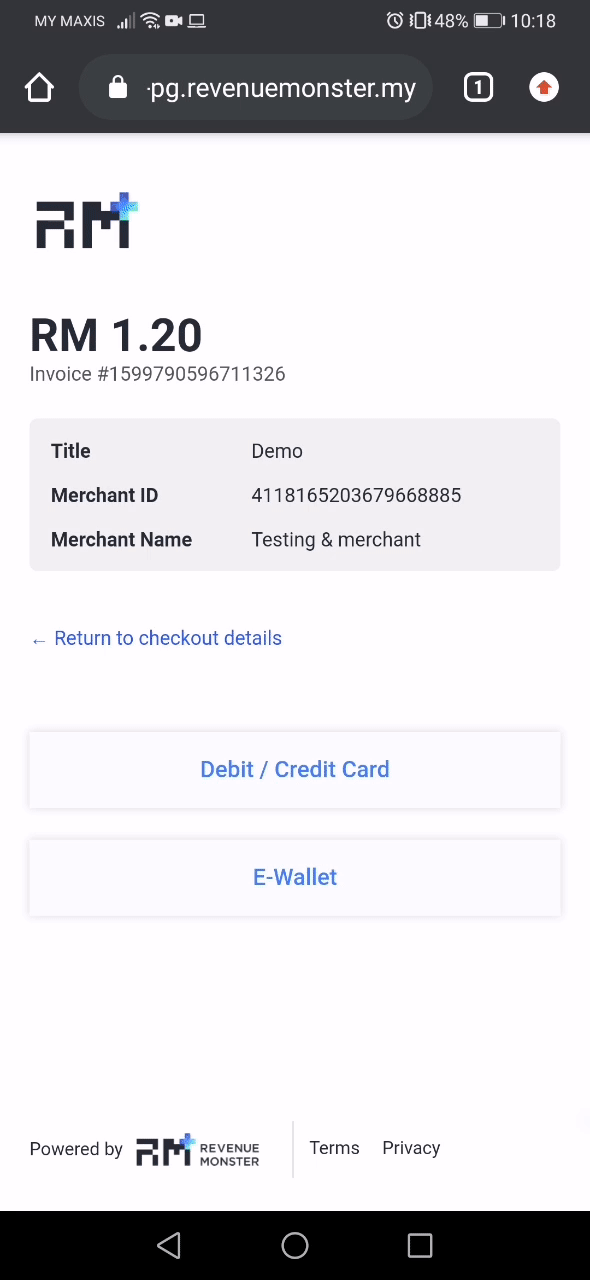 MY MAXIS 48% 10:18
-pg.revenuemonster.my 1
RM
RM 1.20
Invoice #1599790596711326
Title Demo
Merchant ID 4118165203679668885
Merchant Name Testing & merchant
← Return to checkout details
Debit / Credit Card
E-Wallet
Powered by RM REVENUE MONSTER Terms Privacy